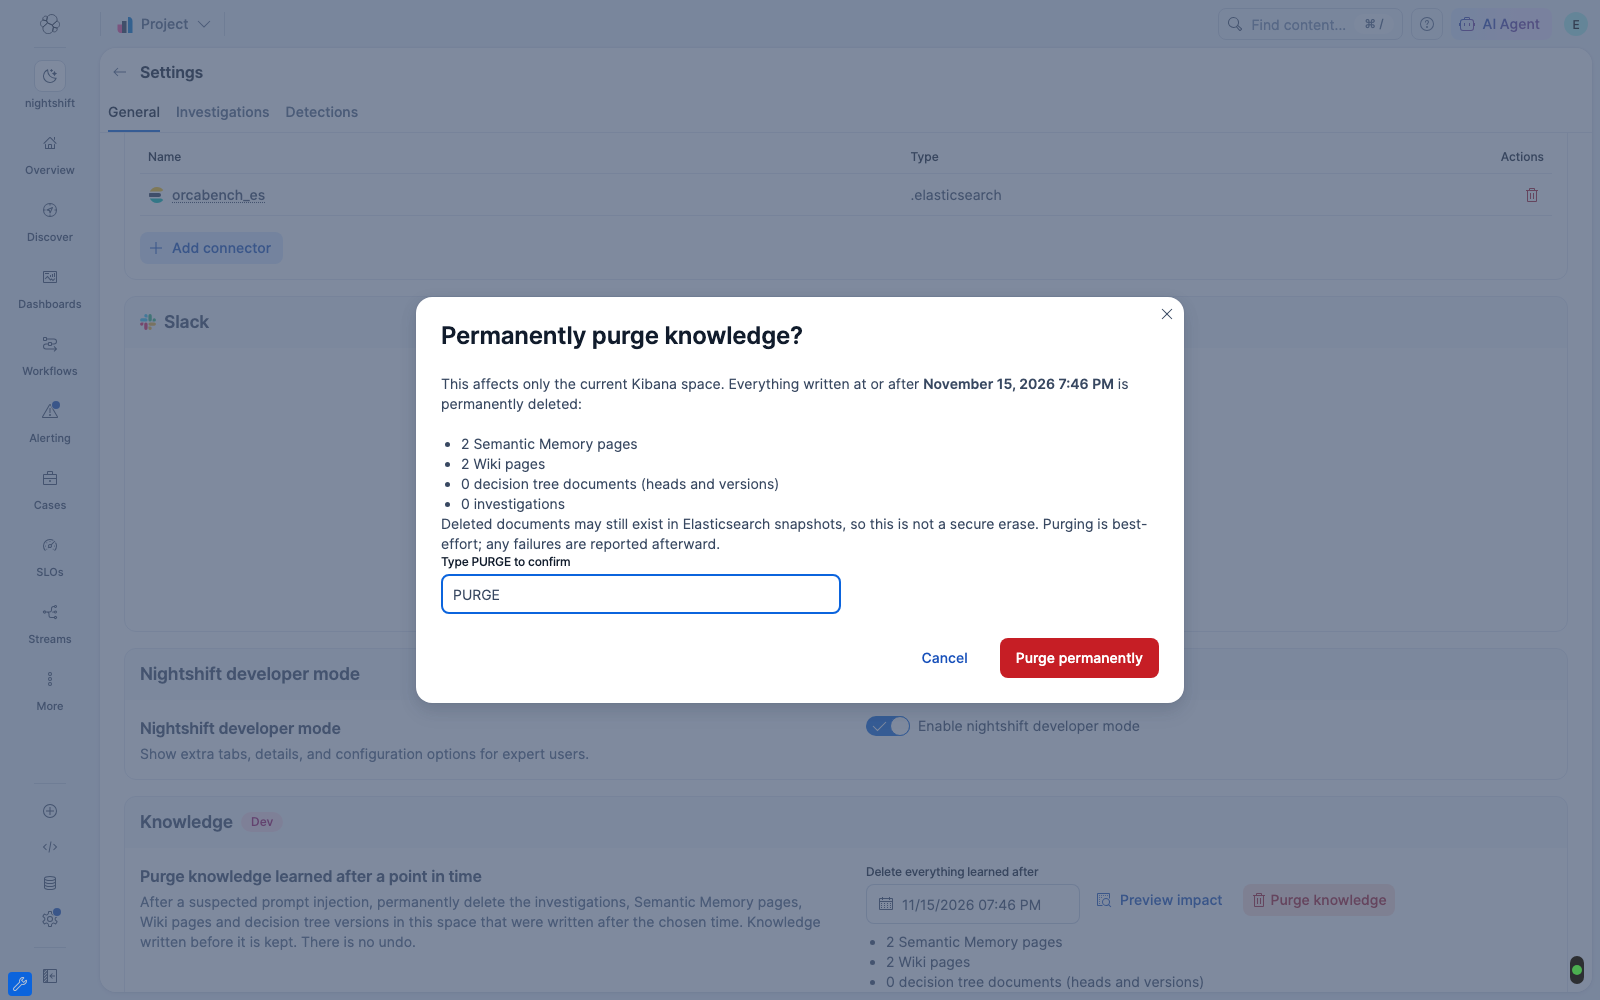 Project
Find content...
⌘ /
AI Agent
E
nightshift
Overview
Discover
Dashboards
Workflows
Alerting
Cases
SLOs
Streams
More
Settings
General
Investigations
Detections
Name
Type
Actions
orcabench_es
.elasticsearch
Add connector
Slack
Permanently purge knowledge?
This affects only the current Kibana space. Everything written at or after November 15, 2026 7:46 PM is
permanently deleted:
2 Semantic Memory pages
2 Wiki pages
0 decision tree documents (heads and versions)
0 investigations
Deleted documents may still exist in Elasticsearch snapshots, so this is not a secure erase. Purging is best-
effort; any failures are reported afterward.
Type PURGE to confirm
PURGE
Cancel
Purge permanently
Nightshift developer mode
Nightshift developer mode
Show extra tabs, details, and configuration options for expert users.
Enable nightshift developer mode
Knowledge
Dev
Purge knowledge learned after a point in time
After a suspected prompt injection, permanently delete the investigations, Semantic Memory pages,
Wiki pages and decision tree versions in this space that were written after the chosen time. Knowledge
written before it is kept. There is no undo.
Delete everything learned after
11/15/2026 07:46 PM
Preview impact
Purge knowledge
2 Semantic Memory pages
2 Wiki pages
0 decision tree documents (heads and versions)